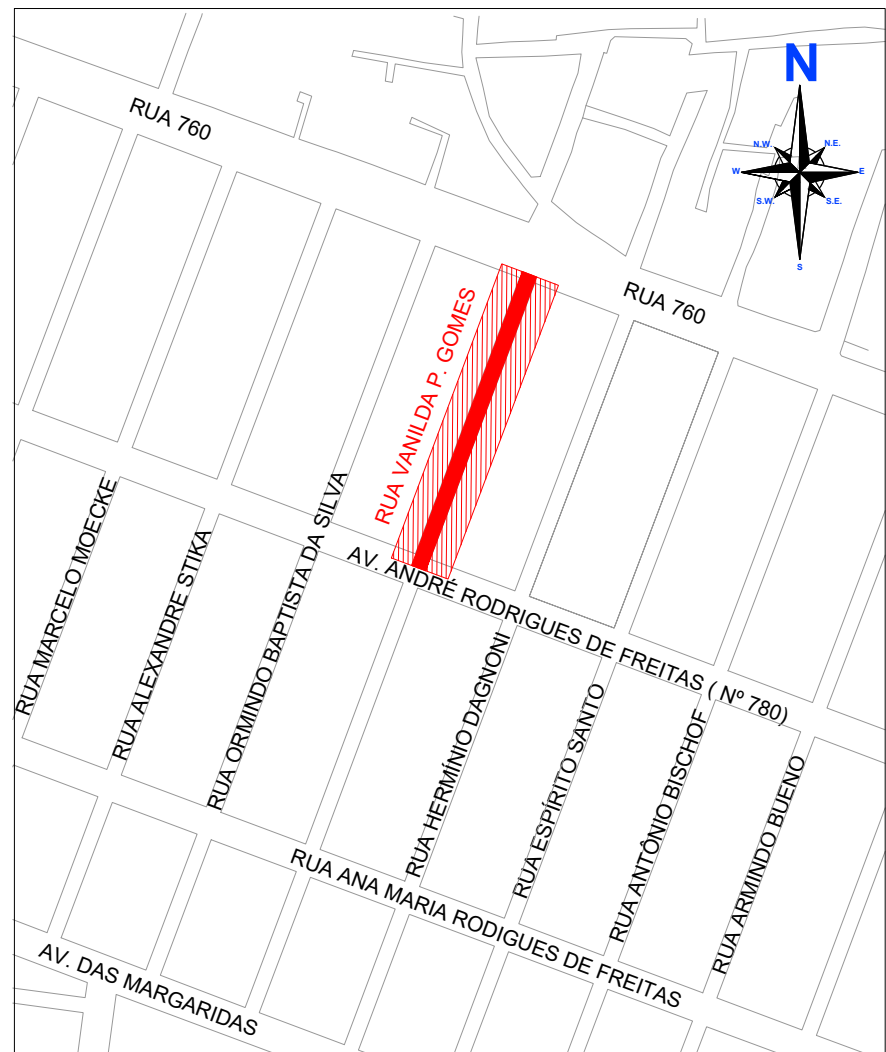 N
N.W.
N.E.
W
E
S.W.
S.E.
S
RUA 760
RUA 760
RUA VANILDA P. GOMES
AV. ANDRÉ RODRIGUES DE FREITAS ( Nº 780)
RUA MARCELO MOECKE
RUA ALEXANDRE STIKA
RUA ORMINDO BAPTISTA DA SILVA
RUA HERMÍNIO DAGNONI
RUA ESPÍRITO SANTO
RUA ANTÔNIO BISCHOF
RUA ARMINDO BUENO
RUA ANA MARIA RODIGUES DE FREITAS
AV. DAS MARGARIDAS